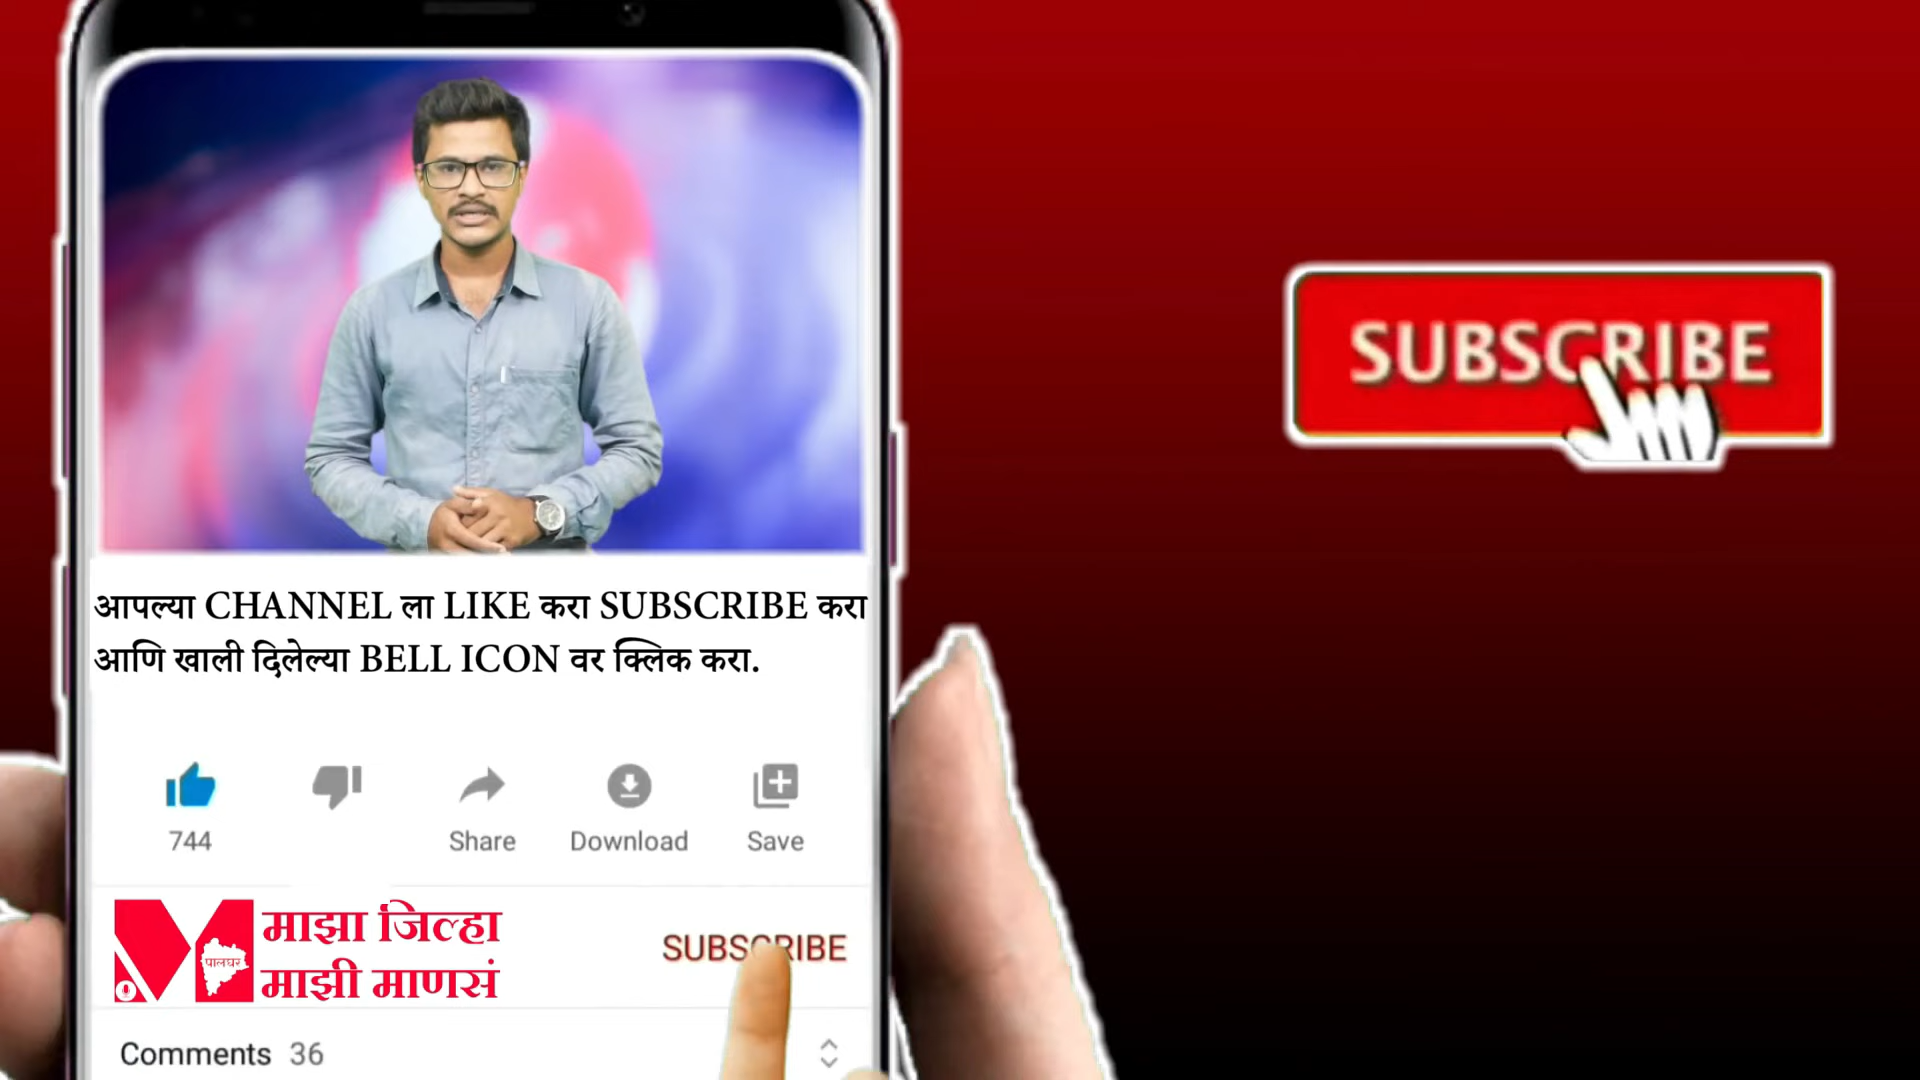 SUBSCRIBE
आपल्या CHANNEL ला LIKE करा SUBSCRIBE करा
आणि खाली दिलेल्या BELL ICON वर क्लिक करा.
744
Share
Download
Save
माझा जिल्हा
माझी माणसं
पालघर
SUBSCRIBE
Comments 36